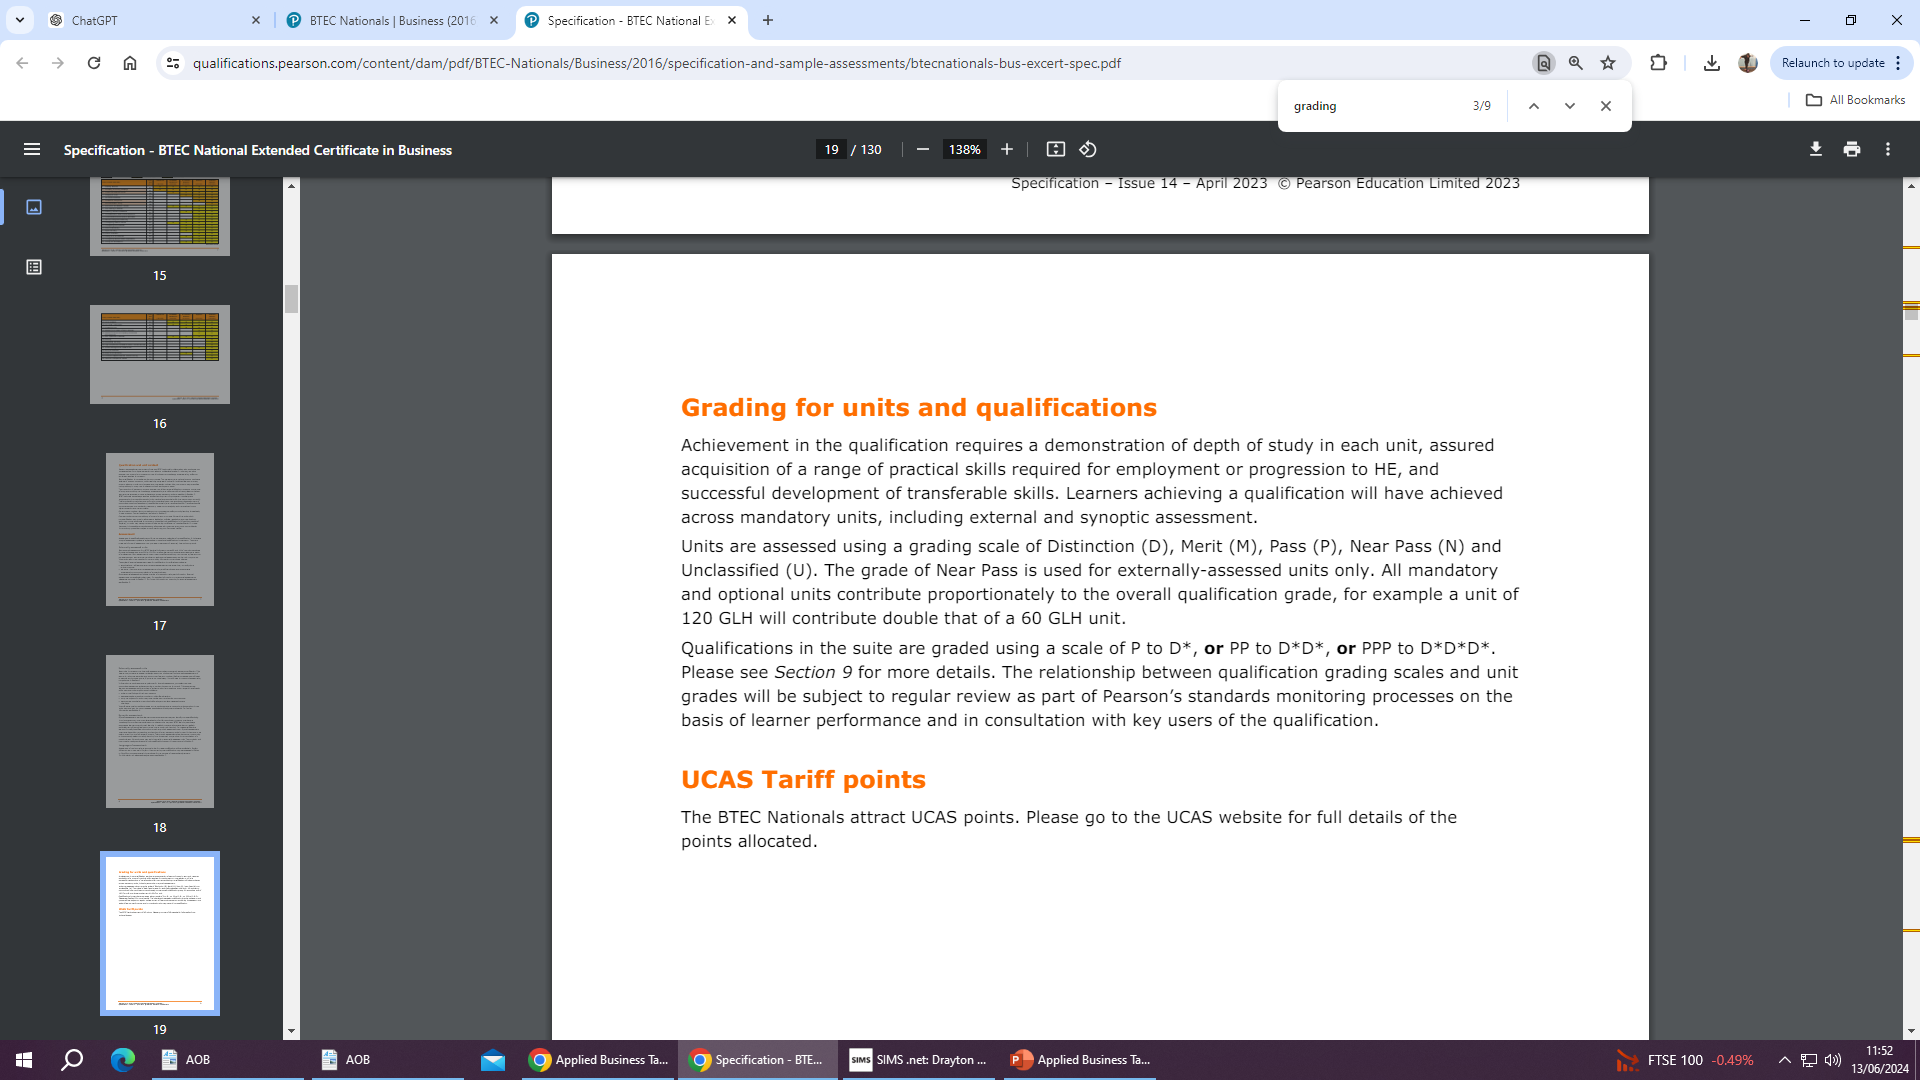 ChatGPT
BTEC Nationals | Business (2016
Specification - BTEC National E
qualifications.pearson.com/content/dam/pdf/BTEC-Nationals/Business/2016/specification-and-sample-assessments/btecnationals-bus-excert-spec.pdf
Relaunch to update
grading 3/9
All Bookmarks
Specification - BTEC National Extended Certificate in Business
19 / 130
138%
Specification – Issue 14 – April 2023 © Pearson Education Limited 2023
15
16
17
18
19
Grading for units and qualifications
Achievement in the qualification requires a demonstration of depth of study in each unit, assured
acquisition of a range of practical skills required for employment or progression to HE, and
successful development of transferable skills. Learners achieving a qualification will have achieved
across mandatory units, including external and synoptic assessment.
Units are assessed using a grading scale of Distinction (D), Merit (M), Pass (P), Near Pass (N) and
Unclassified (U). The grade of Near Pass is used for externally-assessed units only. All mandatory
and optional units contribute proportionately to the overall qualification grade, for example a unit of
120 GLH will contribute double that of a 60 GLH unit.
Qualifications in the suite are graded using a scale of P to D*, or PP to D*D*, or PPP to D*D*D*.
Please see Section 9 for more details. The relationship between qualification grading scales and unit
grades will be subject to regular review as part of Pearson’s standards monitoring processes on the
basis of learner performance and in consultation with key users of the qualification.
UCAS Tariff points
The BTEC Nationals attract UCAS points. Please go to the UCAS website for full details of the
points allocated.
AOB
AOB
Applied Business Ta...
Specification - BTE...
SIMS
SIMS .net: Drayton ...
Applied Business Ta...
FTSE 100 -0.49%
11:52
13/06/2024